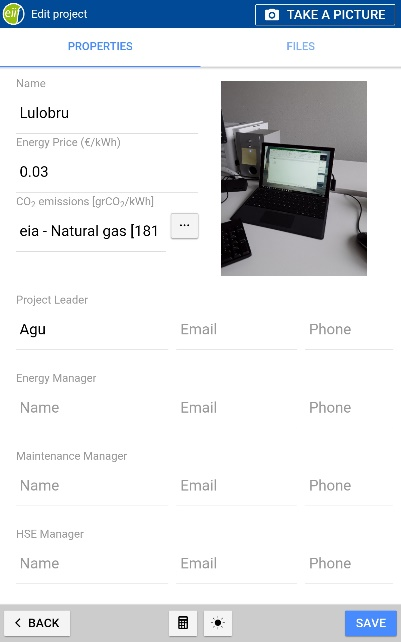 eiif Edit project TAKE A PICTURE
PROPERTIES FILES
Name
Lulobru
Energy Price (€/kWh)
0.03
CO₂ emissions [grCO₂/kWh]
eia - Natural gas [181 ...
Project Leader
Agu Email Phone
Energy Manager
Name Email Phone
Maintenance Manager
Name Email Phone
HSE Manager
Name Email Phone
BACK SAVE